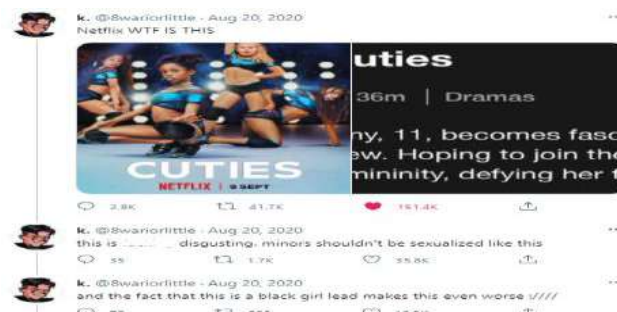 k. @8wariorlittle · Aug 20, 2020
Netflix WTF IS THIS
CUTIES
NETFLIX | 9 SEPT
uties
36m | Dramas
ny, 11, becomes fasc
ew. Hoping to join the
mininity, defying her f
2.8K 41.7K 151.4K
k. @8wariorlittle · Aug 20, 2020
this is disgusting. minors shouldn't be sexualized like this
35 1.7K 35.8K
k. @8wariorlittle · Aug 20, 2020
and the fact that this is a black girl lead makes this even worse :////